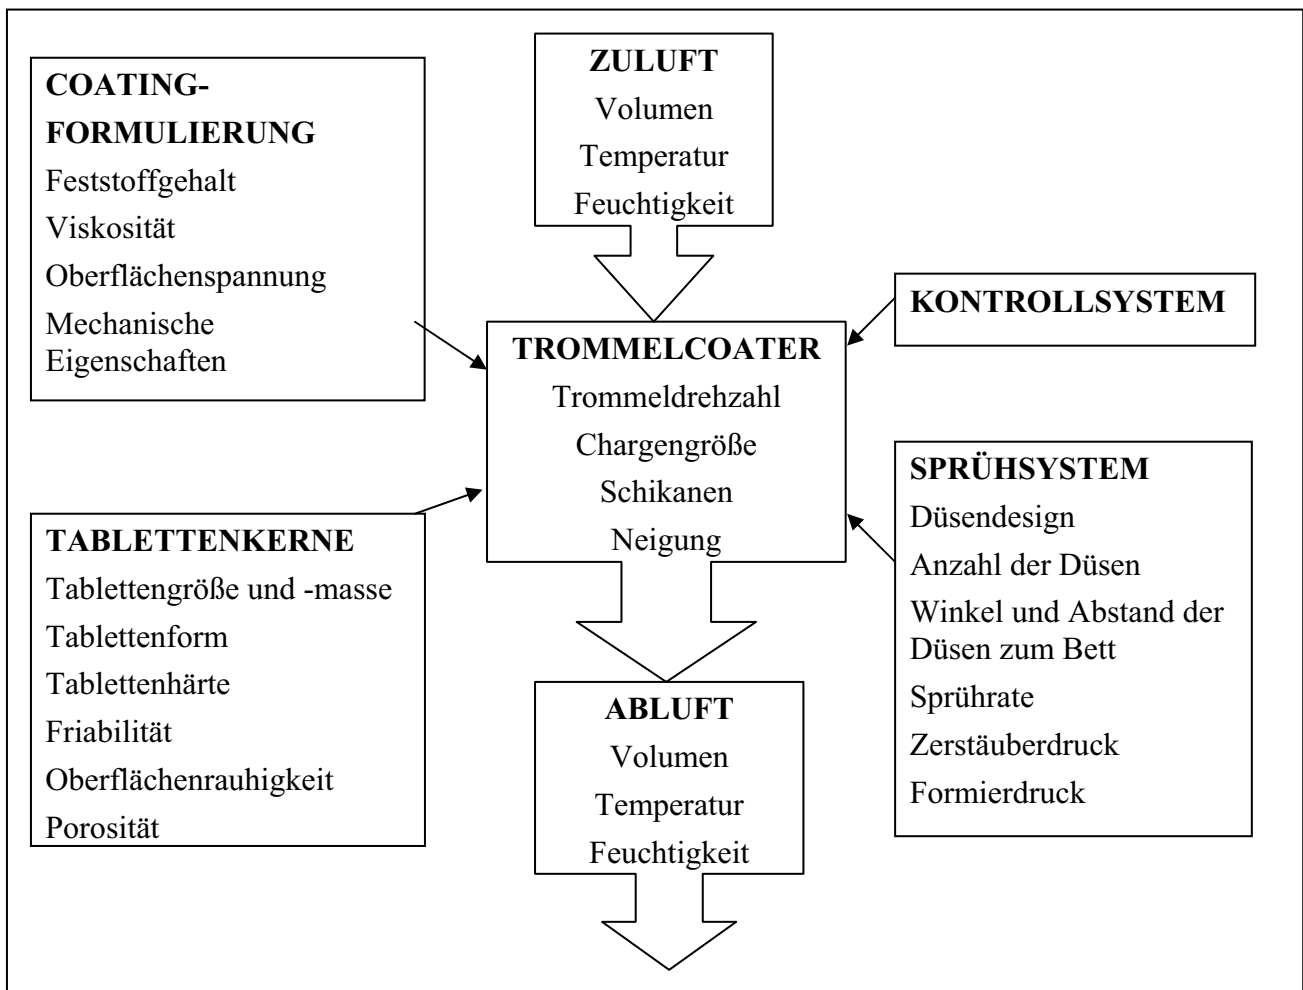 COATING-
FORMULIERUNG
Feststoffgehalt
Viskosität
Oberflächenspannung
Mechanische
Eigenschaften
ZULUFT
Volumen
Temperatur
Feuchtigkeit
KONTROLLSYSTEM
TROMMELCOATER
Trommeldrehzahl
Chargengröße
Schikanen
Neigung
TABLETTENKERNE
Tablettengröße und -masse
Tablettenform
Tablettenhärte
Friabilität
Oberflächenrauhigkeit
Porosität
SPRÜHSYSTEM
Düsendesign
Anzahl der Düsen
Winkel und Abstand der
Düsen zum Bett
Sprührate
Zerstäuberdruck
Formierdruck
ABLUFT
Volumen
Temperatur
Feuchtigkeit